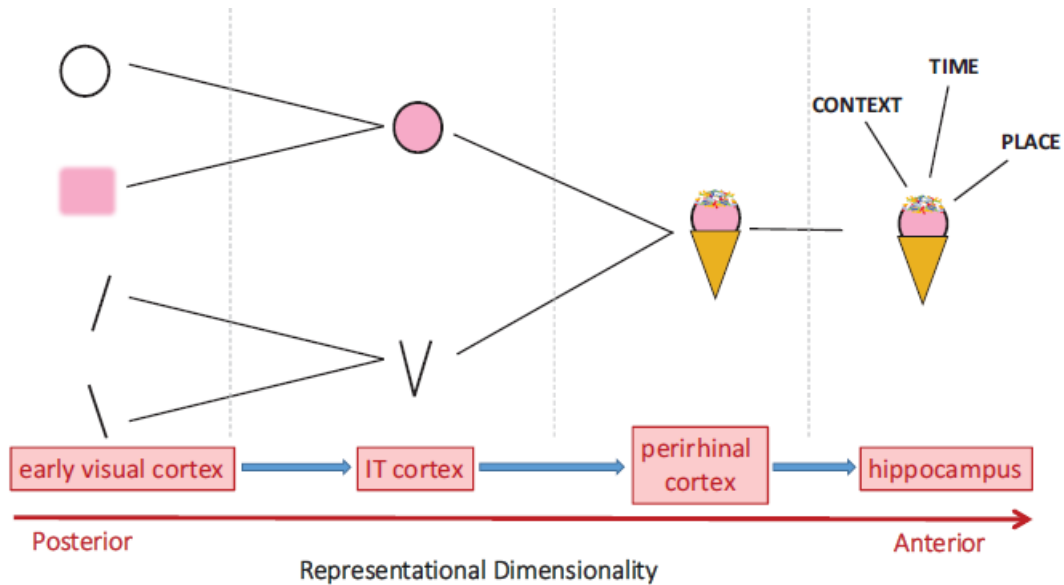 TIME
CONTEXT
PLACE
early visual cortex
IT cortex
perirhinal
cortex
hippocampus
Posterior
Anterior
Representational Dimensionality